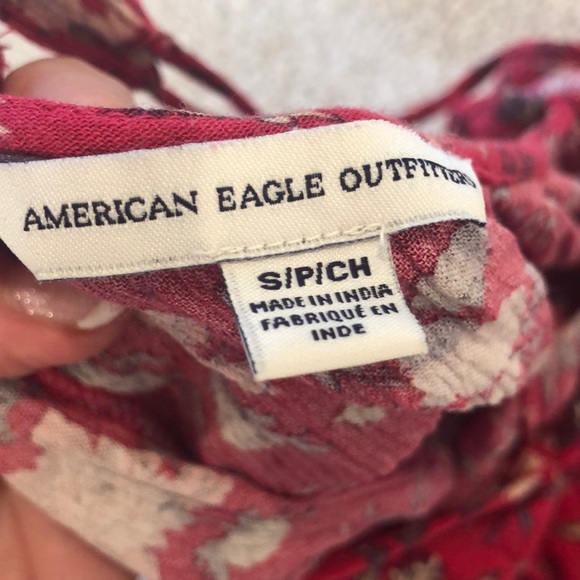 AMERICAN EAGLE OUTFITTERS
S/P/CH
MADE IN INDIA
FABRIQUÉ EN
INDE